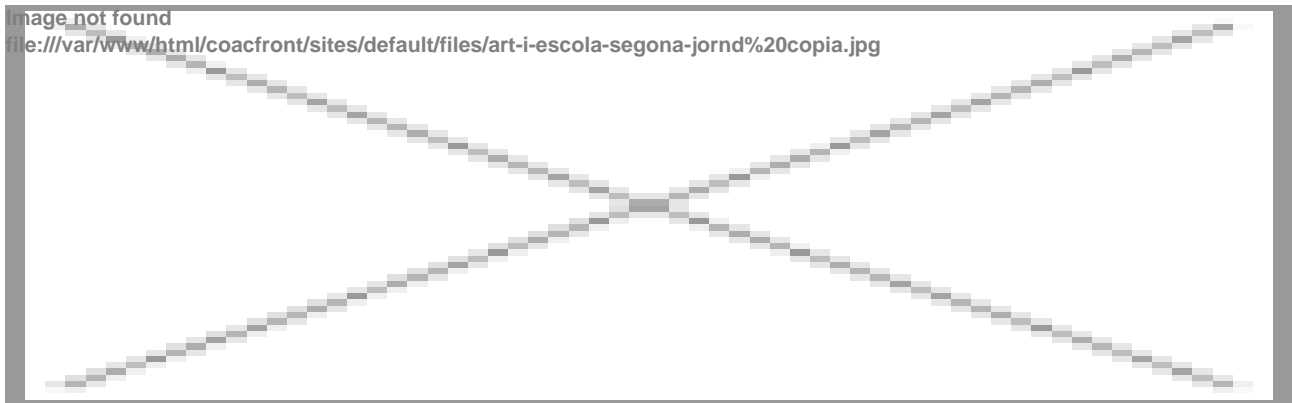 Image not found
file:///var/www/html/coacfront/sites/default/files/art-i-escola-segona-jornd%20copia.jpg